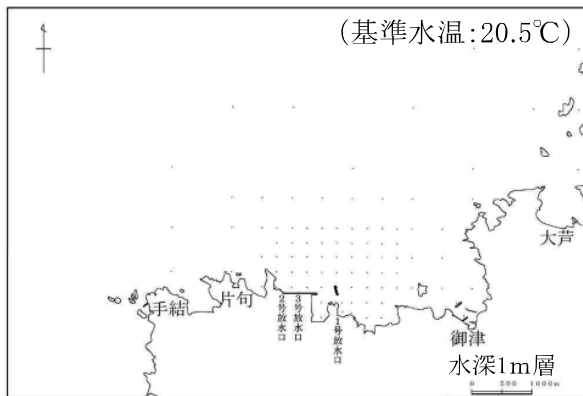 (基準水温:20.5℃)
大芦
手結
片句
2号放水口
3号放水口
1号放水口
御津
水深1m層
0 500 1000m